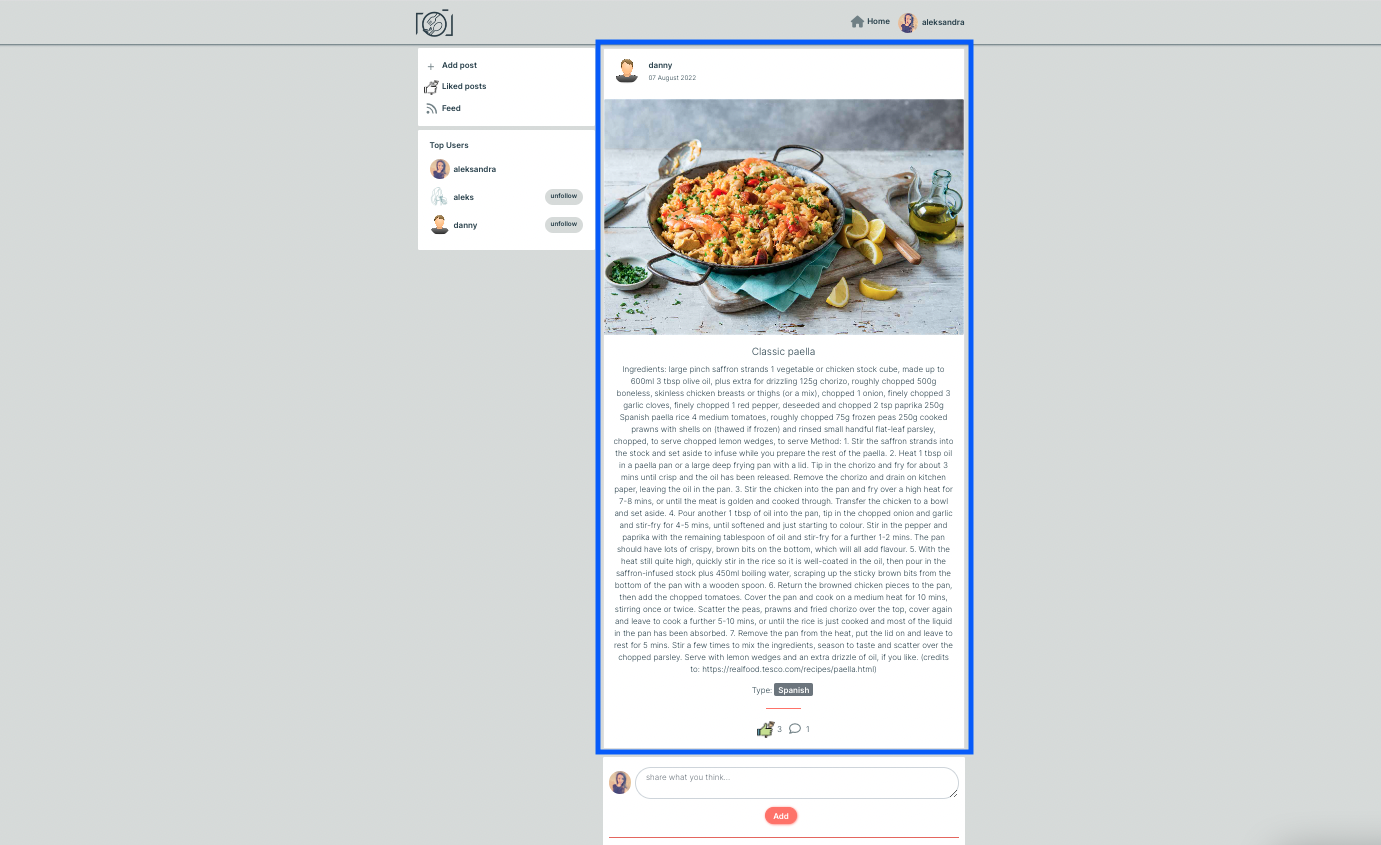 Home
aleksandra
Add post
Liked posts
Feed
Top Users
aleksandra
aleks
unfollow
danny
unfollow
danny
07 August 2022
Classic paella
Ingredients: large pinch saffron strands 1 vegetable or chicken stock cube, made up to
600ml 3 tbsp olive oil, plus extra for drizzling 125g chorizo, roughly chopped 500g
boneless, skinless chicken breasts or thighs (or a mix), chopped 1 onion, finely chopped 3
garlic cloves, finely chopped 1 red pepper, deseeded and chopped 2 tsp paprika 250g
Spanish paella rice 4 medium tomatoes, roughly chopped 75g frozen peas 250g cooked
prawns with shells on (thawed if frozen) and rinsed small handful flat-leaf parsley,
chopped, to serve chopped lemon wedges, to serve Method: 1. Stir the saffron strands into
the stock and set aside to infuse while you prepare the rest of the paella. 2. Heat 1 tbsp oil
in a paella pan or a large deep frying pan with a lid. Tip in the chorizo and fry for about 3
mins until crisp and the oil has been released. Remove the chorizo and drain on kitchen
paper, leaving the oil in the pan. 3. Stir the chicken into the pan and fry over a high heat for
7-8 mins, or until the meat is golden and cooked through. Transfer the chicken to a bowl
and set aside. 4. Pour another 1 tbsp of oil into the pan, tip in the chopped onion and garlic
and stir-fry for 4-5 mins, until softened and just starting to colour. Stir in the pepper and
paprika with the remaining tablespoon of oil and stir-fry for a further 1-2 mins. The pan
should have lots of crispy, brown bits on the bottom, which will all add flavour. 5. With the
heat still quite high, quickly stir in the rice so it is well-coated in the oil, then pour in the
saffron-infused stock plus 450ml boiling water, scraping up the sticky brown bits from the
bottom of the pan with a wooden spoon. 6. Return the browned chicken pieces to the pan,
then add the chopped tomatoes. Cover the pan and cook on a medium heat for 10 mins,
stirring once or twice. Scatter the peas, prawns and fried chorizo over the top, cover again
and leave to cook a further 5-10 mins, or until the rice is just cooked and most of the liquid
in the pan has been absorbed. 7. Remove the pan from the heat, put the lid on and leave to
rest for 5 mins. Stir a few times to mix the ingredients, season to taste and scatter over the
chopped parsley. Serve with lemon wedges and an extra drizzle of oil, if you like. (credits
to: https://realfood.tesco.com/recipes/paella.html)
Type: Spanish
3 1
share what you think...
Add